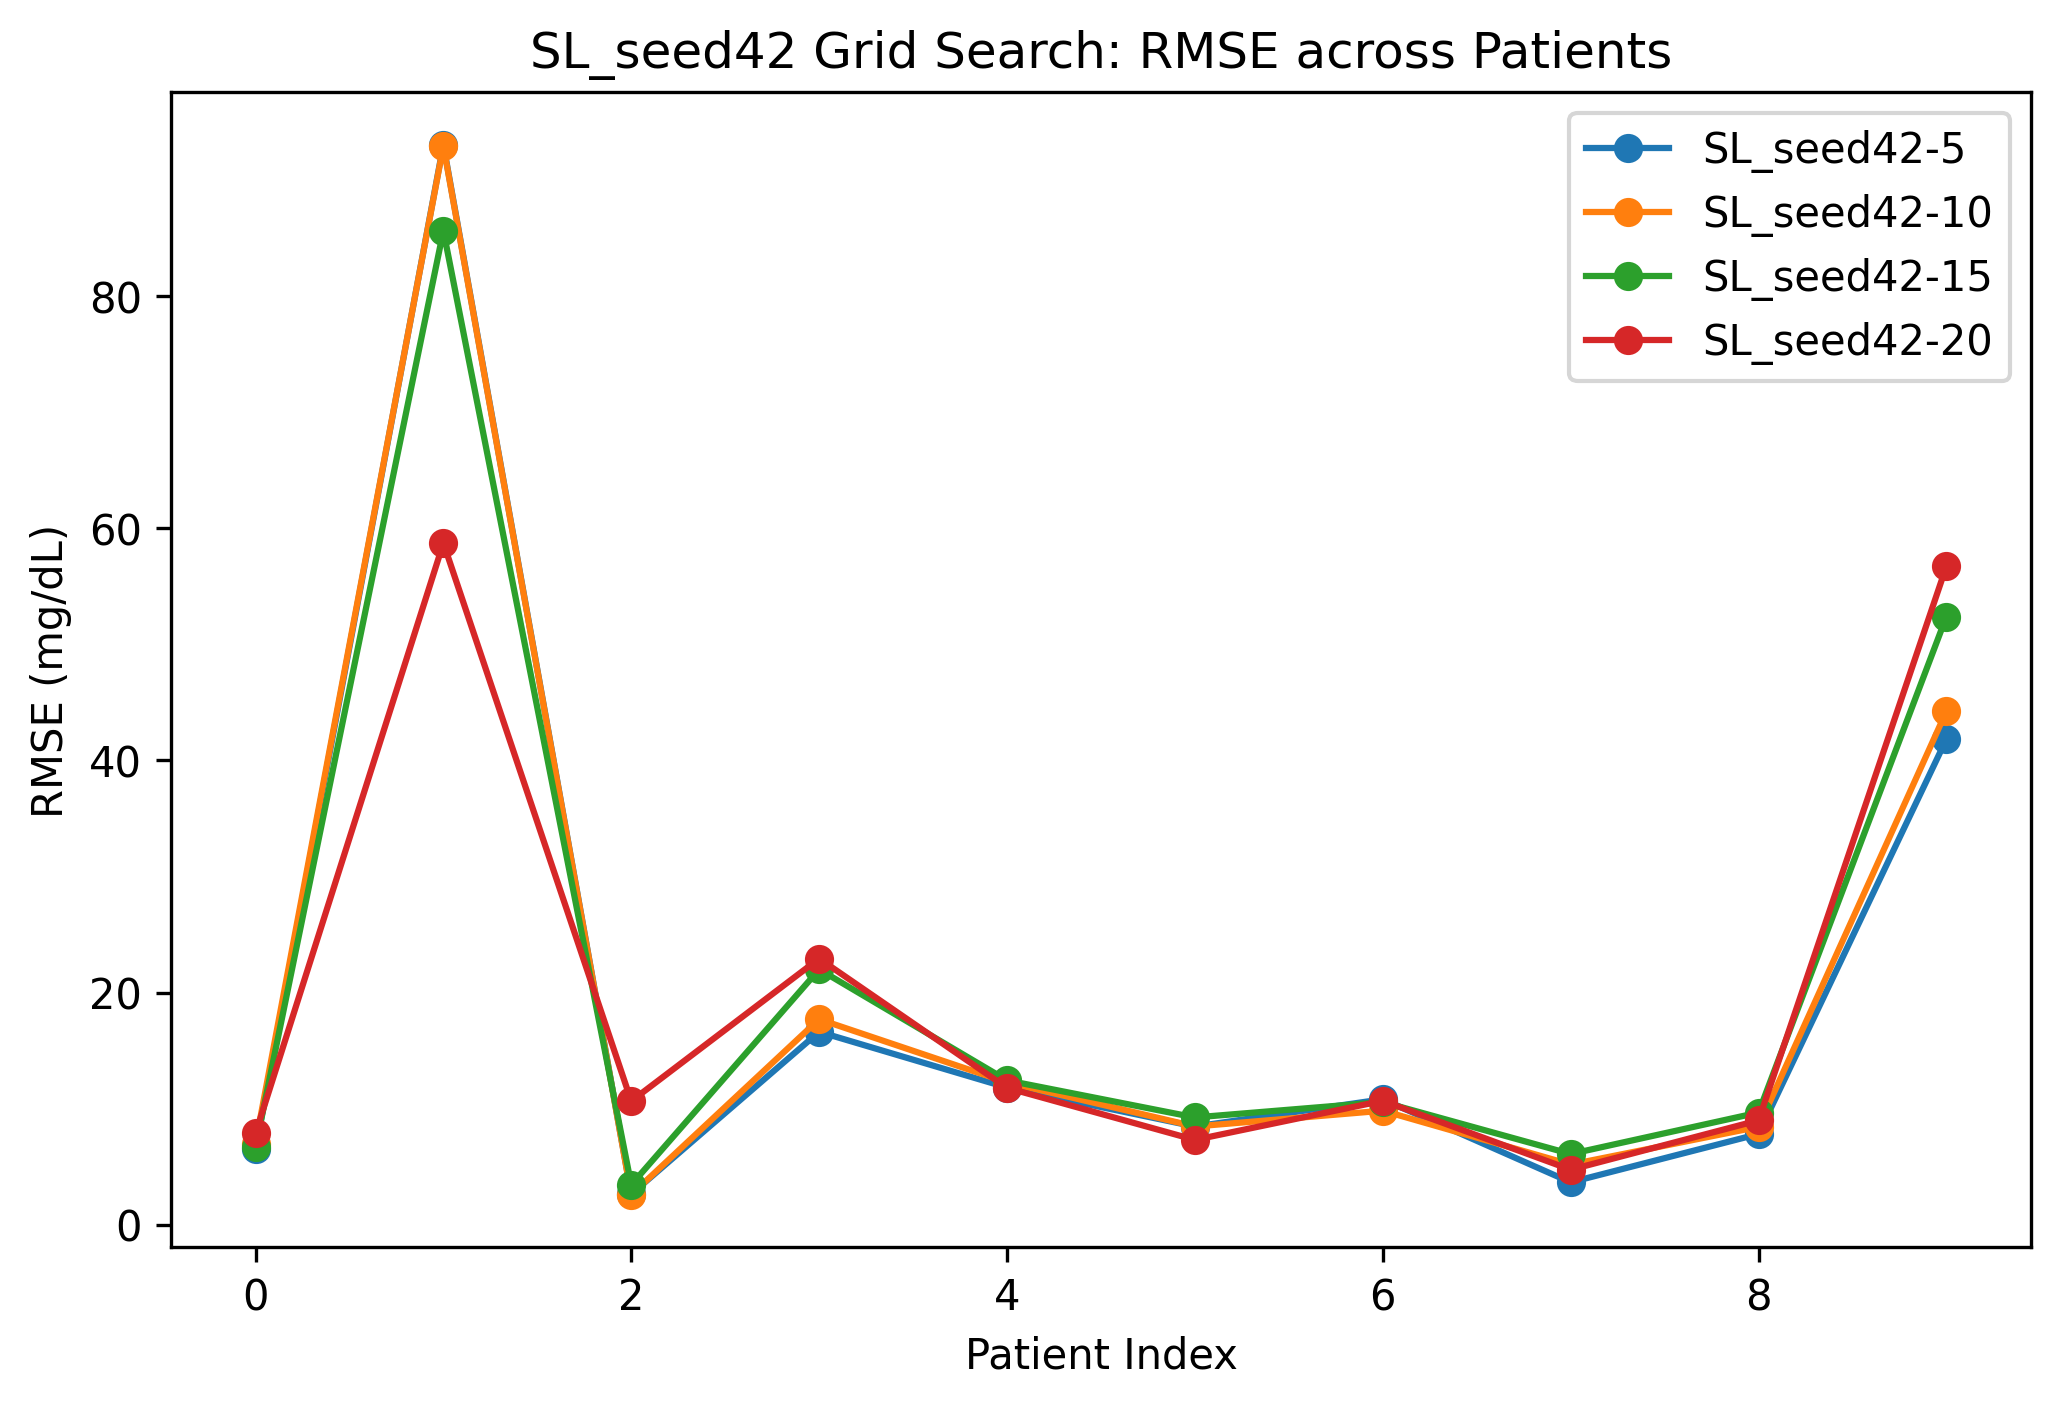 SL_seed42 Grid Search: RMSE across Patients
SL_seed42-5
SL_seed42-10
SL_seed42-15
SL_seed42-20
RMSE (mg/dL)
80
60
40
20
0
0 2 4 6 8
Patient Index